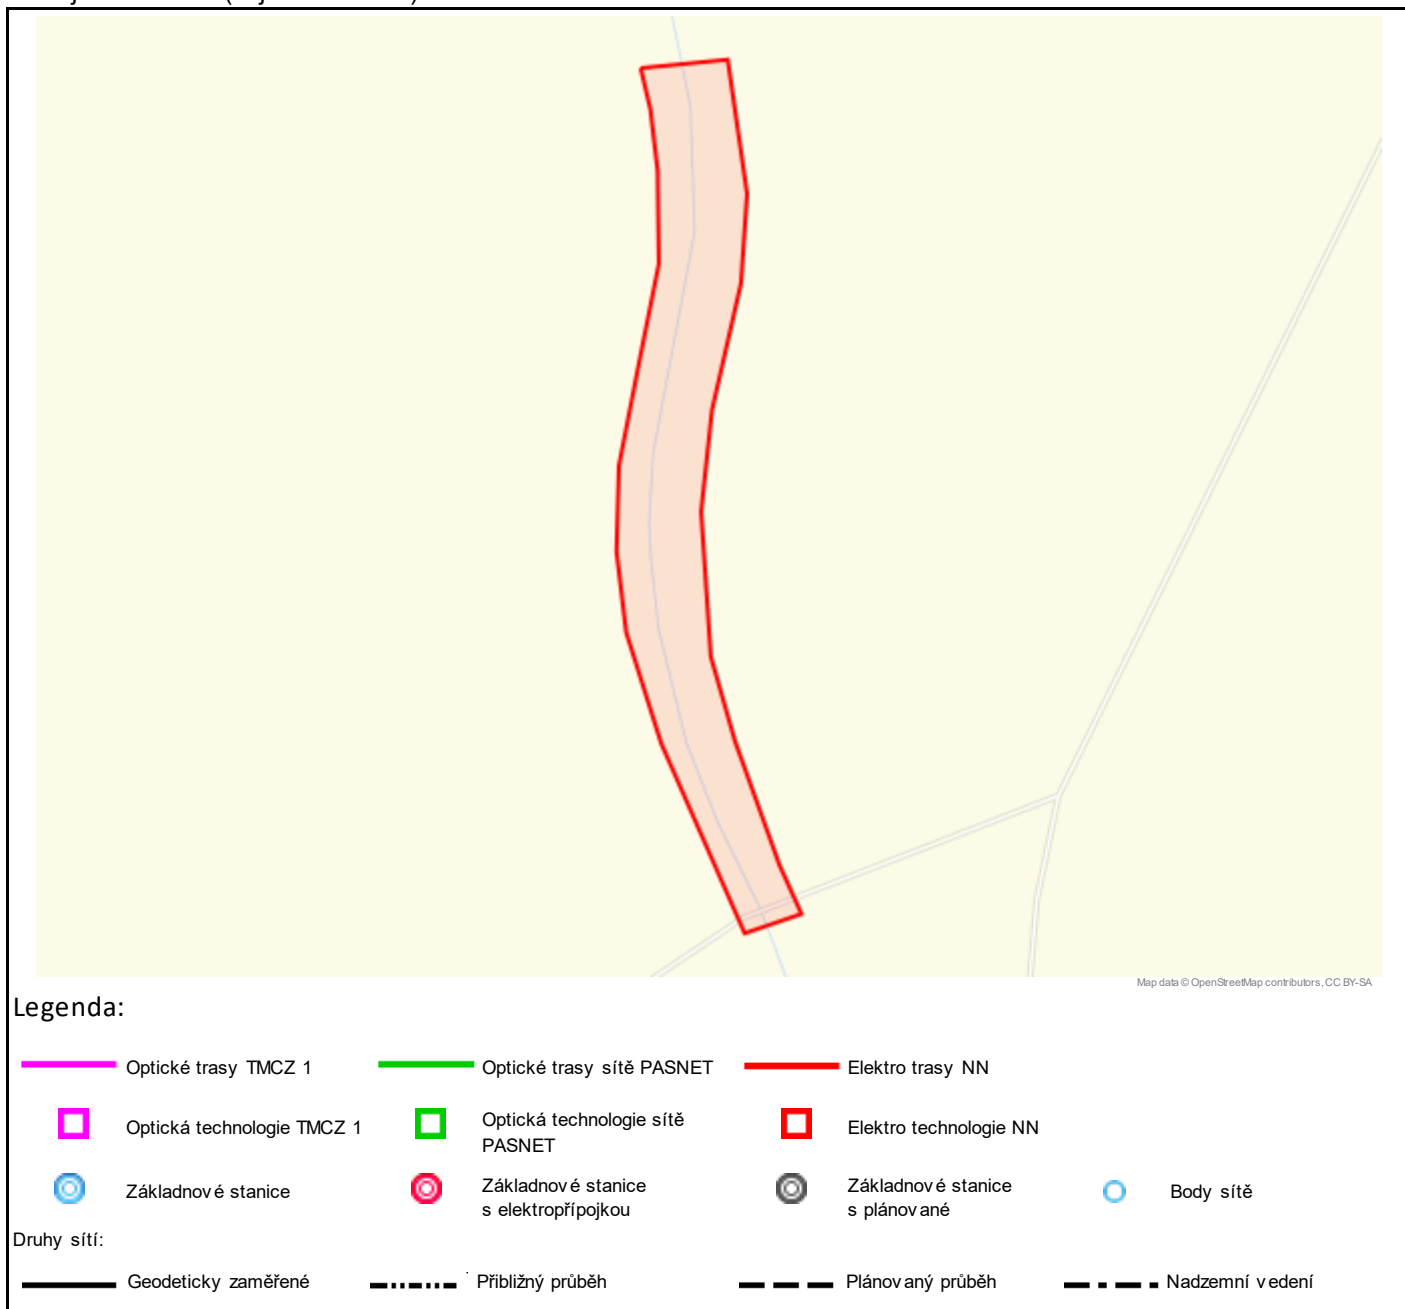 Map data © OpenStreetMap contributors, CC BY-SA
Legenda:
Optické trasy TMCZ 1
Optické trasy sítě PASNET
Elektro trasy NN
Optická technologie TMCZ 1
Optická technologie sítě
PASNET
Elektro technologie NN
Základnové stanice
Základnové stanice
s elektropřípojkou
Základnové stanice
s plánované
Body sítě
Druhy sítí:
Geodeticky zaměřené
Přibližný průběh
Plánovaný průběh
Nadzemní vedení